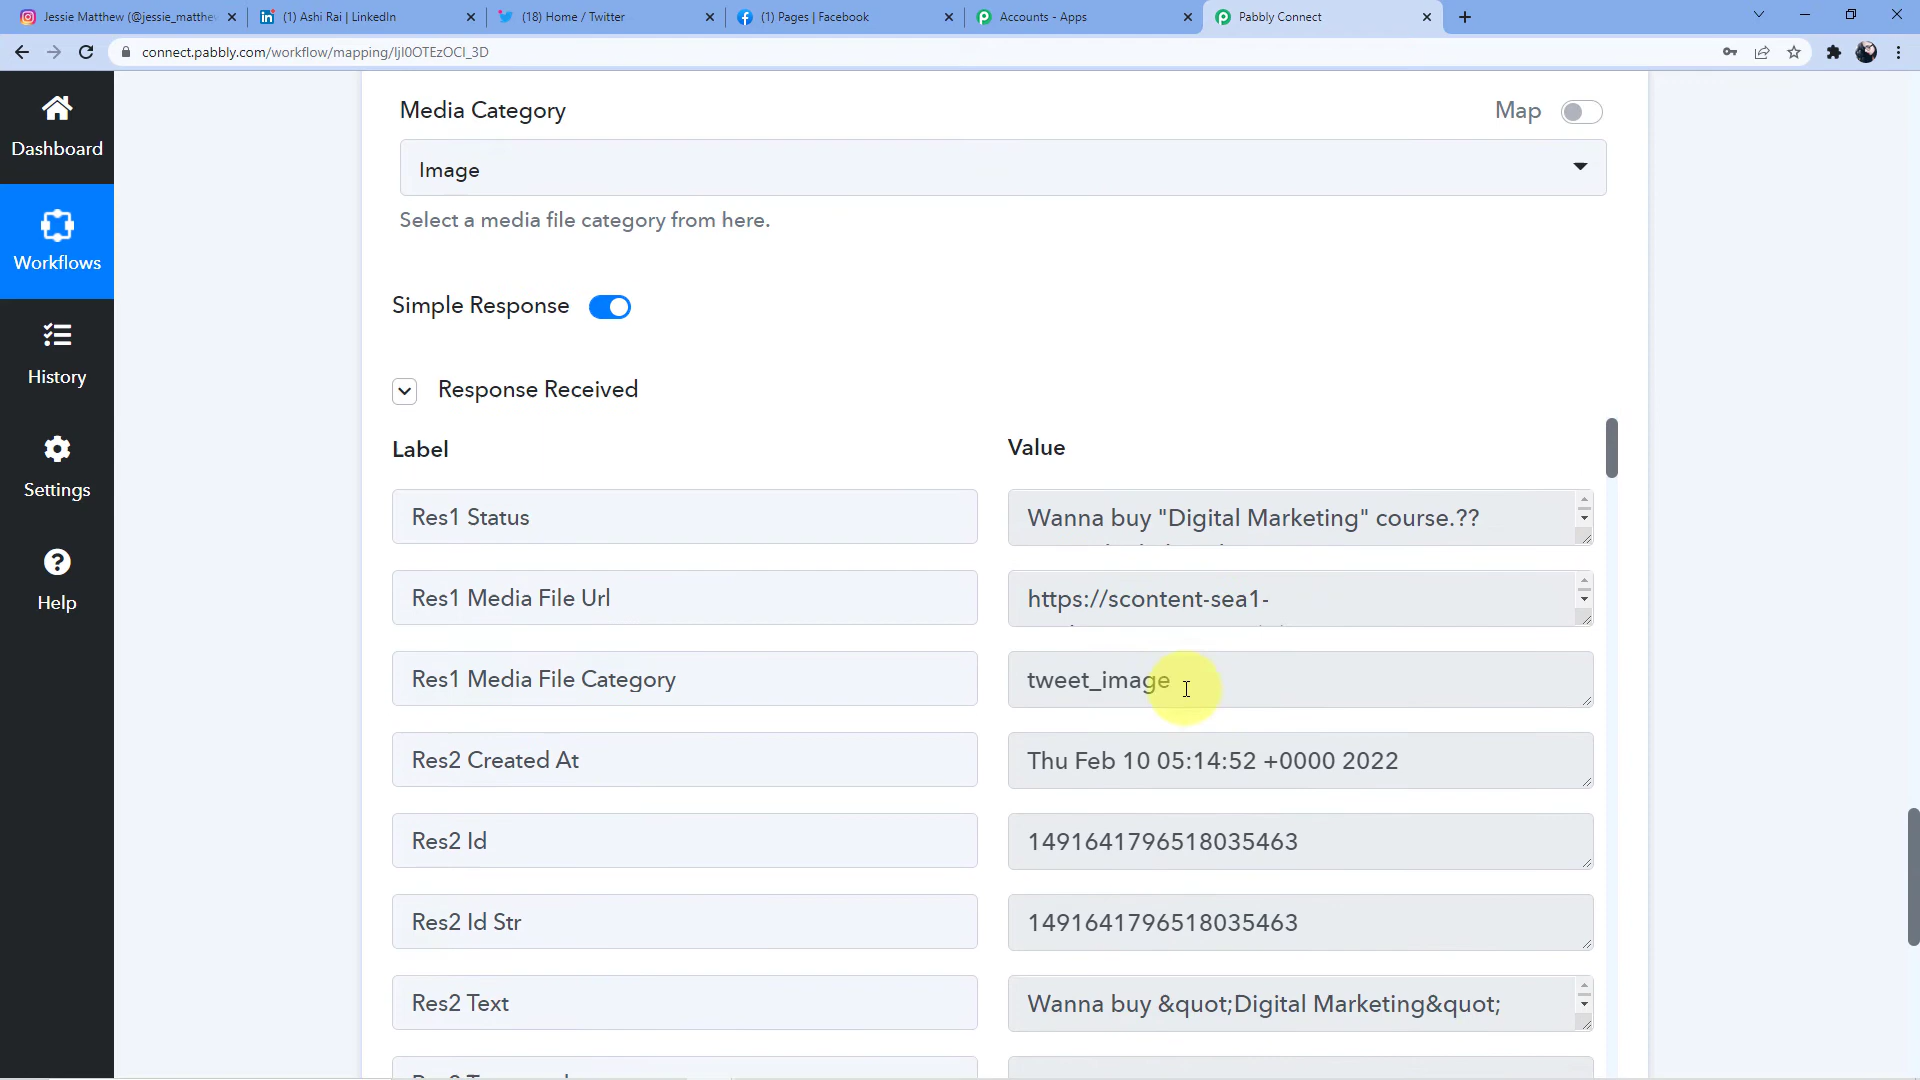 Jessie Matthew (@jessie_matthe
(1) Ashi Rai | LinkedIn
(18) Home / Twitter
(1) Pages | Facebook
Accounts - Apps
Pabbly Connect
connect.pabbly.com/workflow/mapping/IjI0OTEzOCI_3D
Dashboard
Workflows
History
Settings
Help
Media Category
Map
Image
Select a media file category from here.
Simple Response
Response Received
Label
Value
Res1 Status
Wanna buy "Digital Marketing" course.??
Res1 Media File Url
https://scontent-sea1-
Res1 Media File Category
tweet_image
Res2 Created At
Thu Feb 10 05:14:52 +0000 2022
Res2 Id
1491641796518035463
Res2 Id Str
1491641796518035463
Res2 Text
Wanna buy &quot;Digital Marketing&quot;